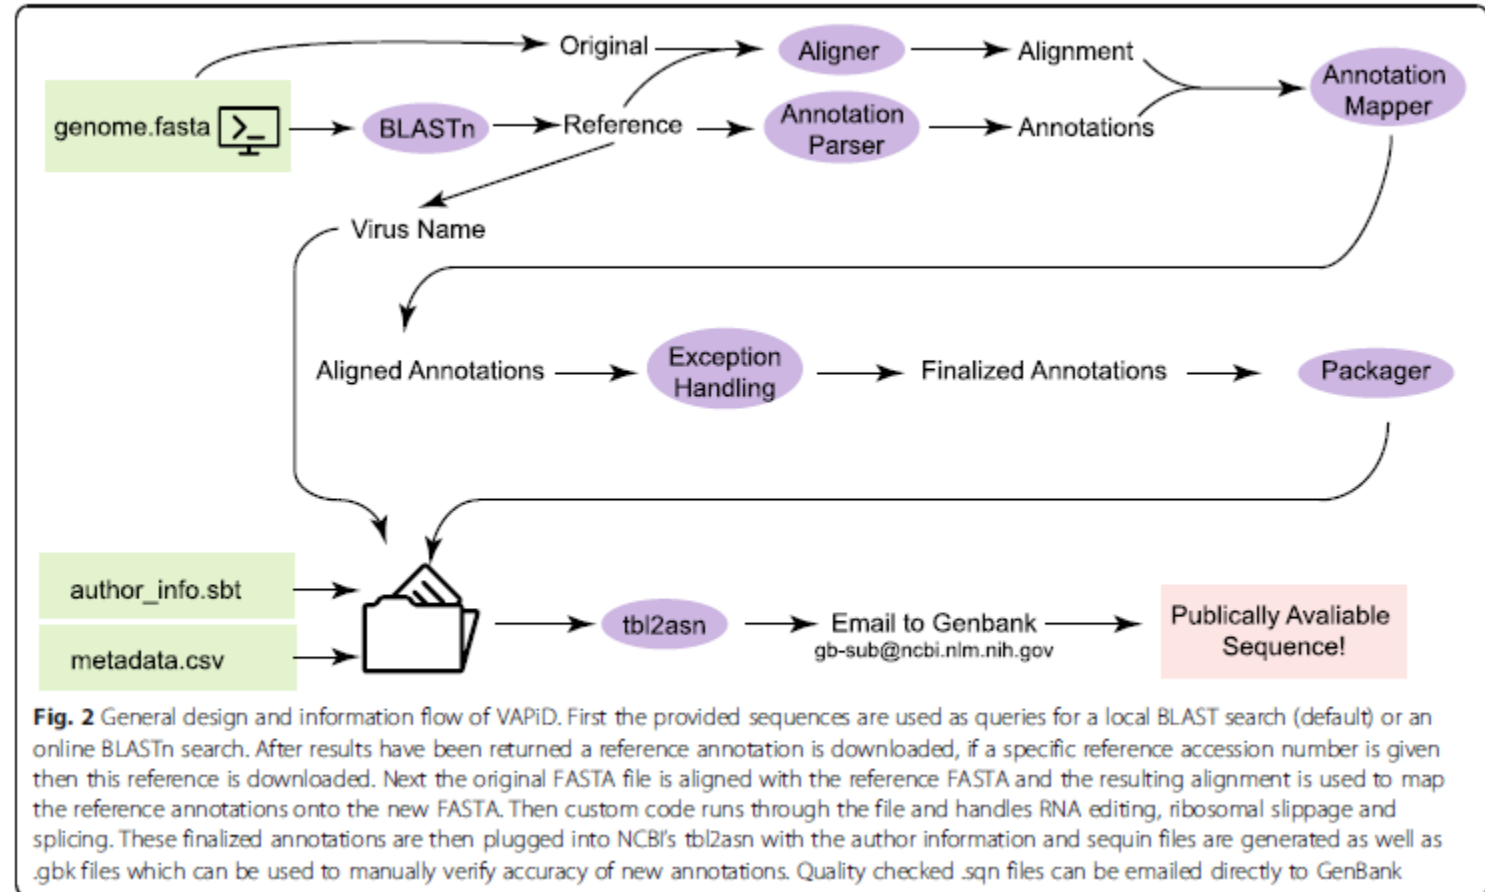 Original
Aligner
Alignment
Annotation
Mapper
genome.fasta
>_
BLASTn
Reference
Annotation
Parser
Annotations
Virus Name
Aligned Annotations
Exception
Handling
Finalized Annotations
Packager
author_info.sbt
metadata.csv
tbl2asn
Email to Genbank
gb-sub@ncbi.nlm.nih.gov
Publically Avaliable
Sequence!
Fig. 2 General design and information flow of VAPiD. First the provided sequences are used as queries for a local BLAST search (default) or an
online BLASTn search. After results have been returned a reference annotation is downloaded, if a specific reference accession number is given
then this reference is downloaded. Next the original FASTA file is aligned with the reference FASTA and the resulting alignment is used to map
the reference annotations onto the new FASTA. Then custom code runs through the file and handles RNA editing, ribosomal slippage and
splicing. These finalized annotations are then plugged into NCBI's tbl2asn with the author information and sequin files are generated as well as
.gbk files which can be used to manually verify accuracy of new annotations. Quality checked .sqn files can be emailed directly to GenBank